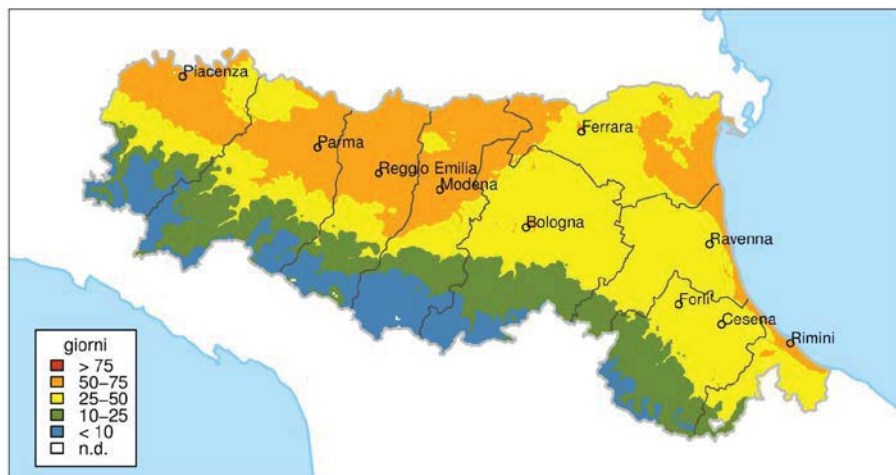 Piacenza
Parma
Reggio Emilia
Modena
Ferrara
Bologna
Ravenna
Forlì
Cesena
Rimini
giorni
> 75
50–75
25–50
10–25
< 10
n.d.